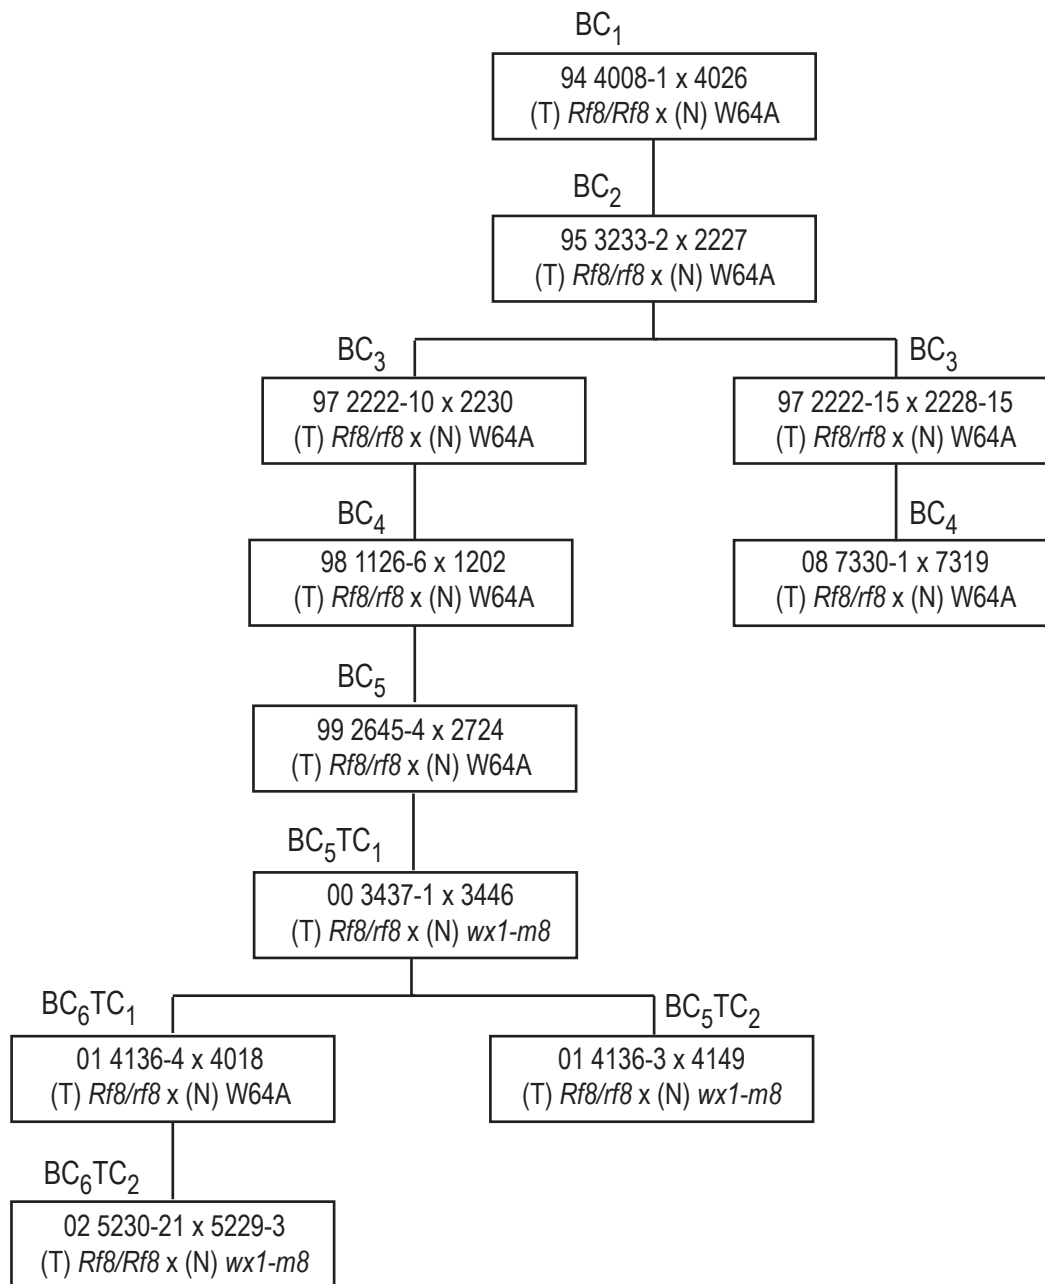 BC1
94 4008-1 x 4026
(T) Rf8/Rf8 x (N) W64A
BC2
95 3233-2 x 2227
(T) Rf8/rf8 x (N) W64A
BC3
97 2222-10 x 2230
(T) Rf8/rf8 x (N) W64A
BC3
97 2222-15 x 2228-15
(T) Rf8/rf8 x (N) W64A
BC4
98 1126-6 x 1202
(T) Rf8/rf8 x (N) W64A
BC4
08 7330-1 x 7319
(T) Rf8/rf8 x (N) W64A
BC5
99 2645-4 x 2724
(T) Rf8/rf8 x (N) W64A
BC5TC1
00 3437-1 x 3446
(T) Rf8/rf8 x (N) wx1-m8
BC6TC1
01 4136-4 x 4018
(T) Rf8/rf8 x (N) W64A
BC5TC2
01 4136-3 x 4149
(T) Rf8/rf8 x (N) wx1-m8
BC6TC2
02 5230-21 x 5229-3
(T) Rf8/Rf8 x (N) wx1-m8